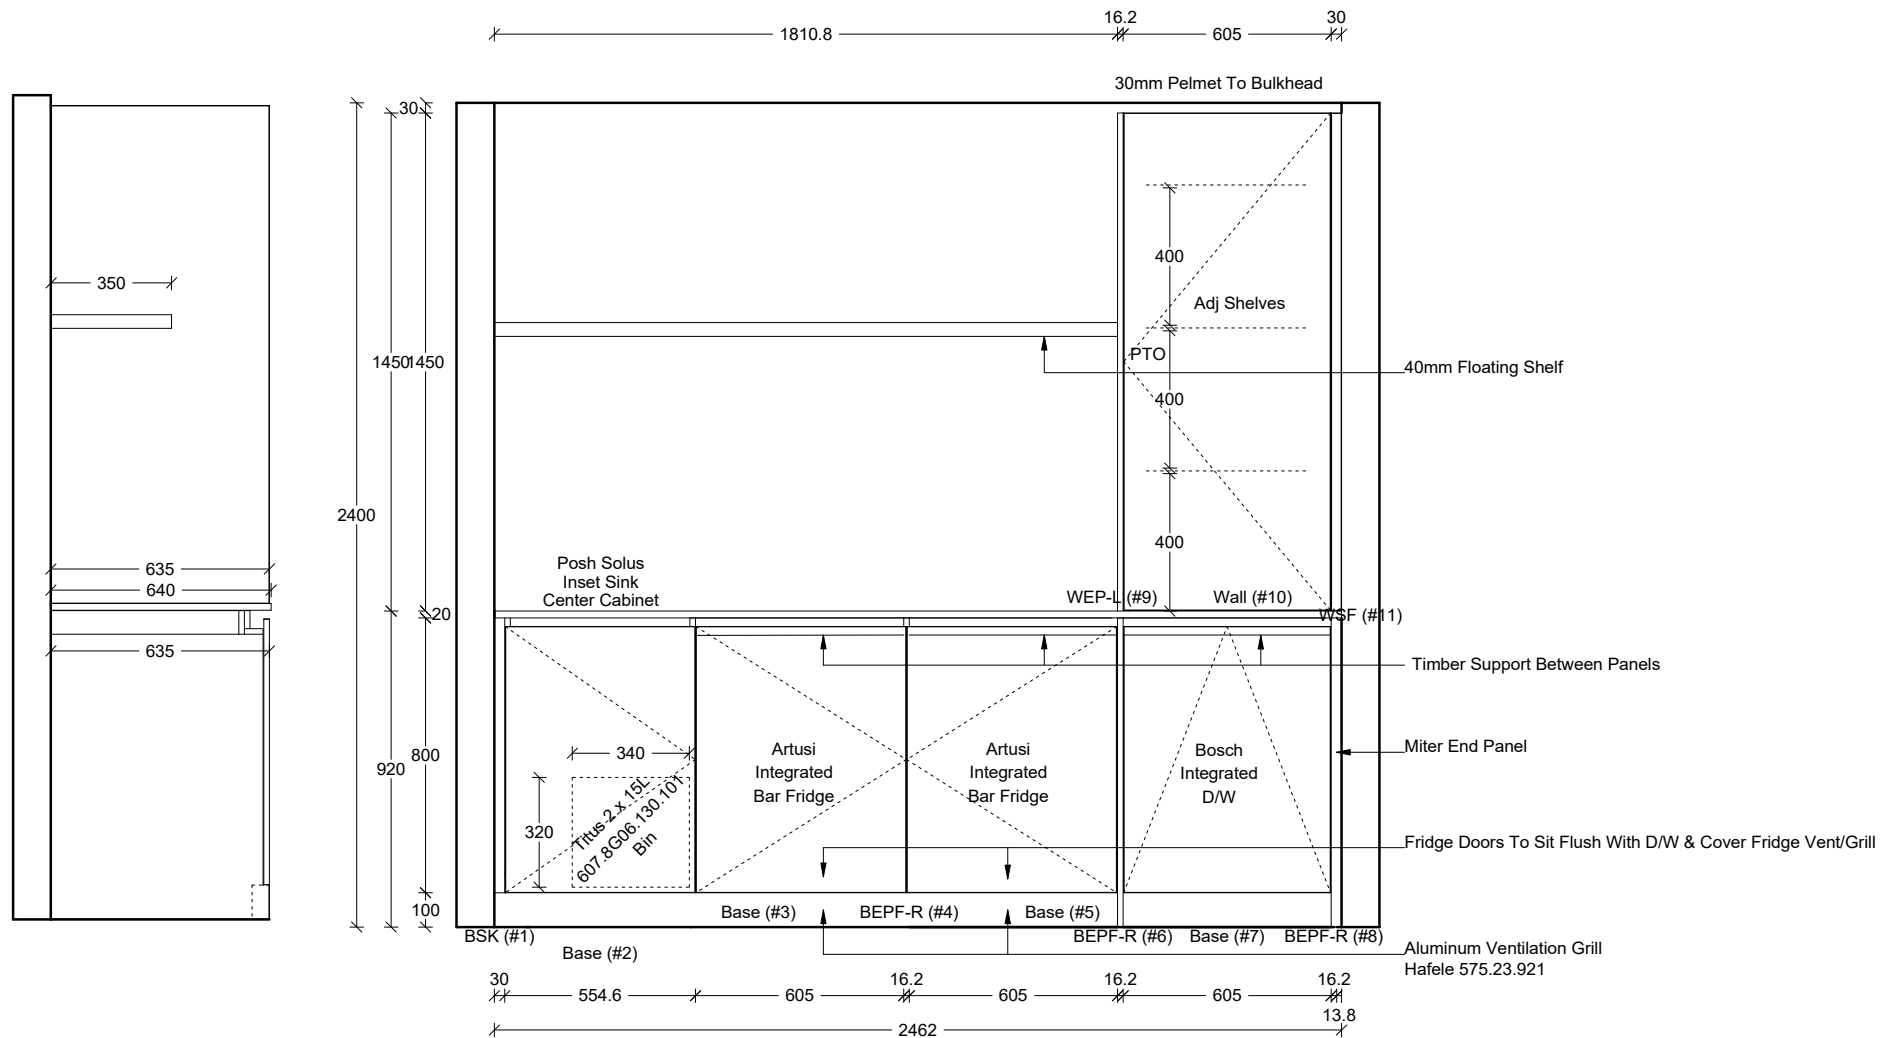 16.2
30
1810.8
605
30mm Pelmet To Bulkhead
30
350
400
Adj Shelves
PTO
1450
1450
40mm Floating Shelf
400
2400
400
Posh Solus
Inset Sink
Center Cabinet
635
640
WEP-L (#9)
Wall (#10)
20
WSF (#11)
635
Timber Support Between Panels
340
800
920
Artusi
Integrated
Bar Fridge
Artusi
Integrated
Bar Fridge
Bosch
Integrated
D/W
Miter End Panel
320
Titus 2 x 15L
607.8G06.130.101
Bin
Fridge Doors To Sit Flush With D/W & Cover Fridge Vent/Grill
100
Base (#3)
BEPF-R (#4)
Base (#5)
BSK (#1)
Base (#2)
BEPF-R (#6)
Base (#7)
BEPF-R (#8)
Aluminum Ventilation Grill
Hafele 575.23.921
30
554.6
605
16.2
605
16.2
605
16.2
13.8
2462